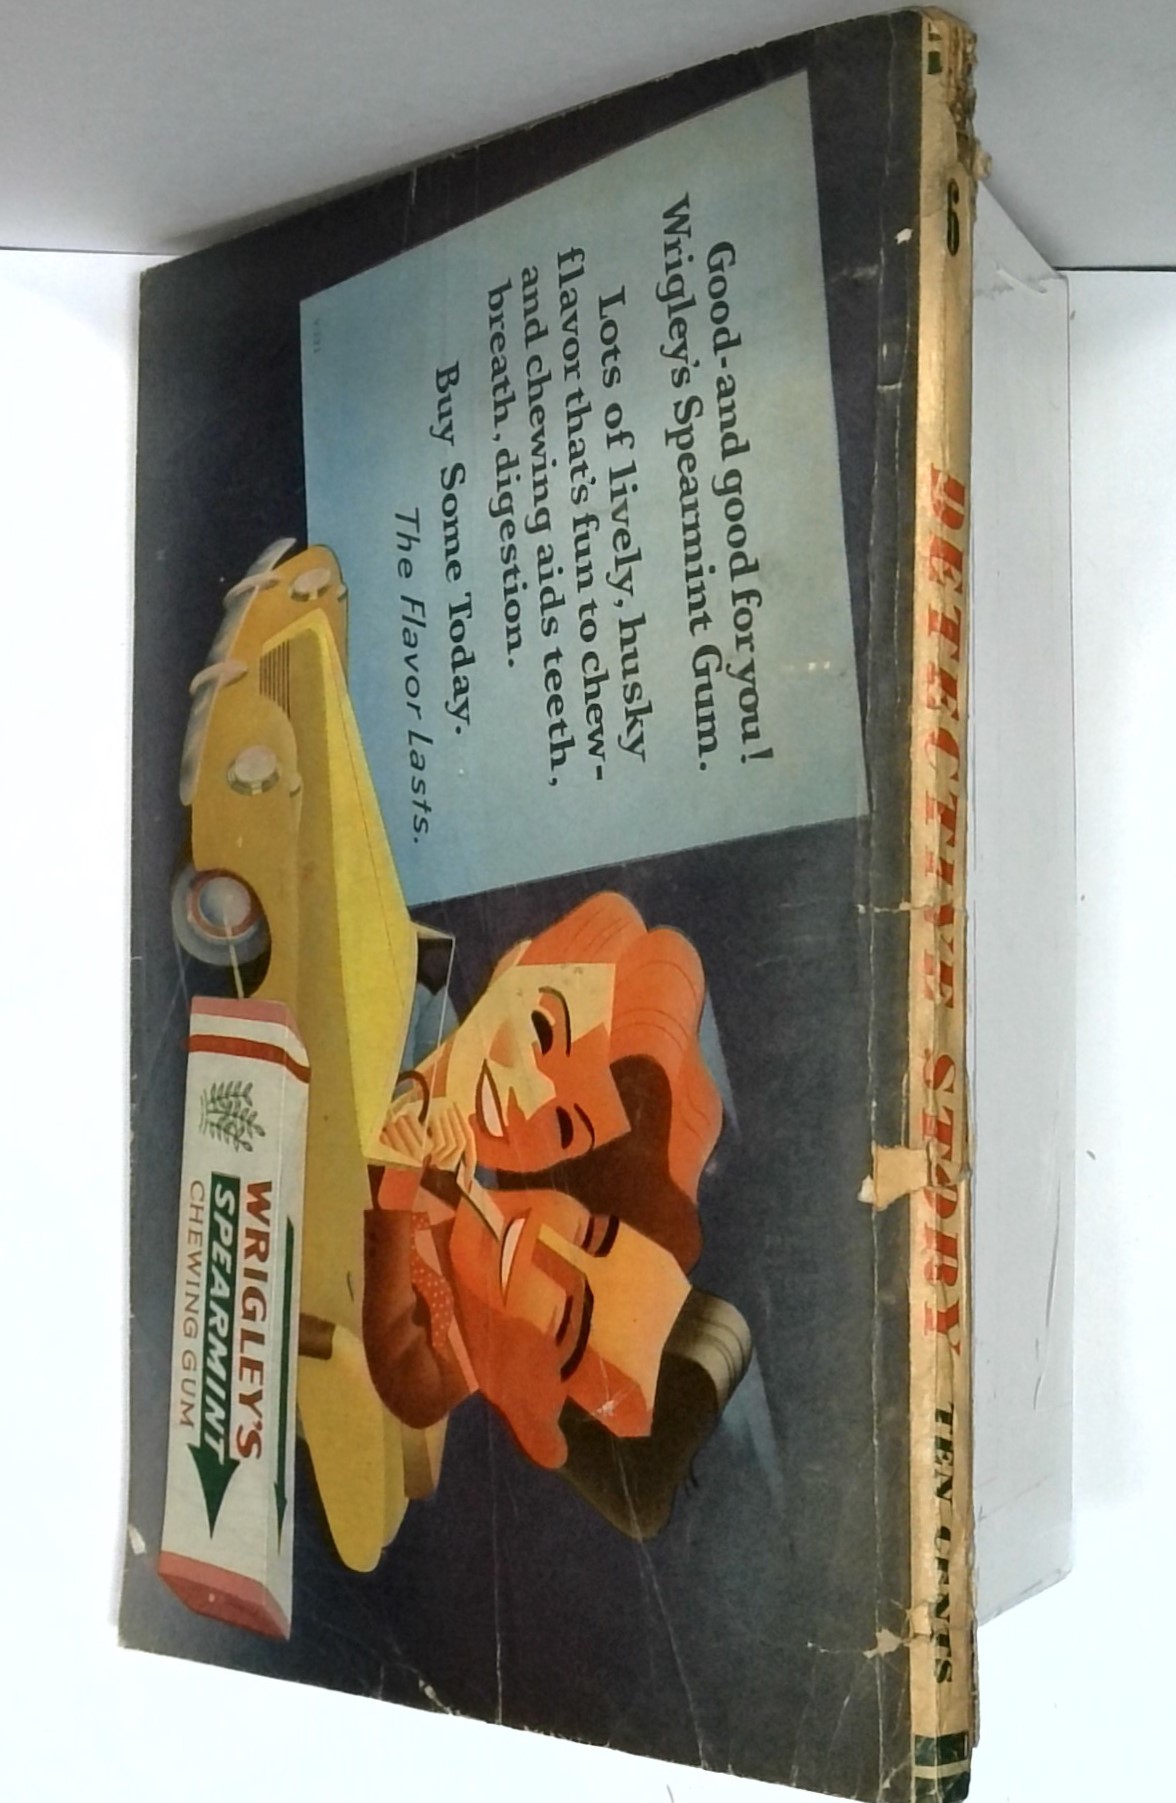 Good-and good for you!
Wrigley's Spearmint Gum.
Lots of lively, husky
flavor that's fun to chew-
and chewing aids teeth,
breath, digestion.
Buy Some Today.
The Flavor Lasts.
WRIGLEY'S
SPEARMINT
CHEWING GUM
DETECTIVE STORY TEN CENTS